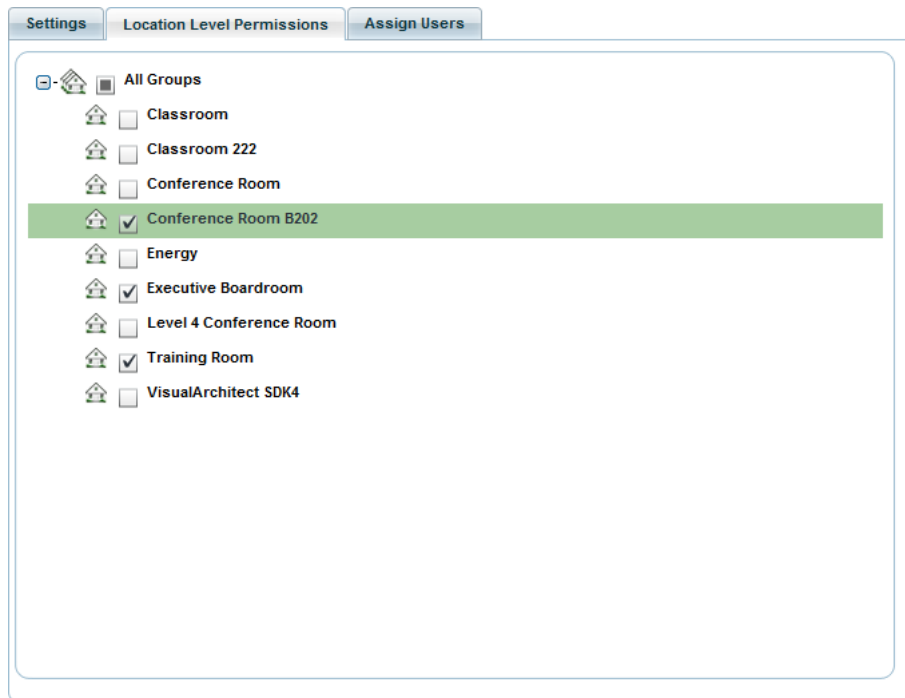 Settings Location Level Permissions Assign Users
All Groups
Classroom
Classroom 222
Conference Room
Conference Room B202
Energy
Executive Boardroom
Level 4 Conference Room
Training Room
VisualArchitect SDK4